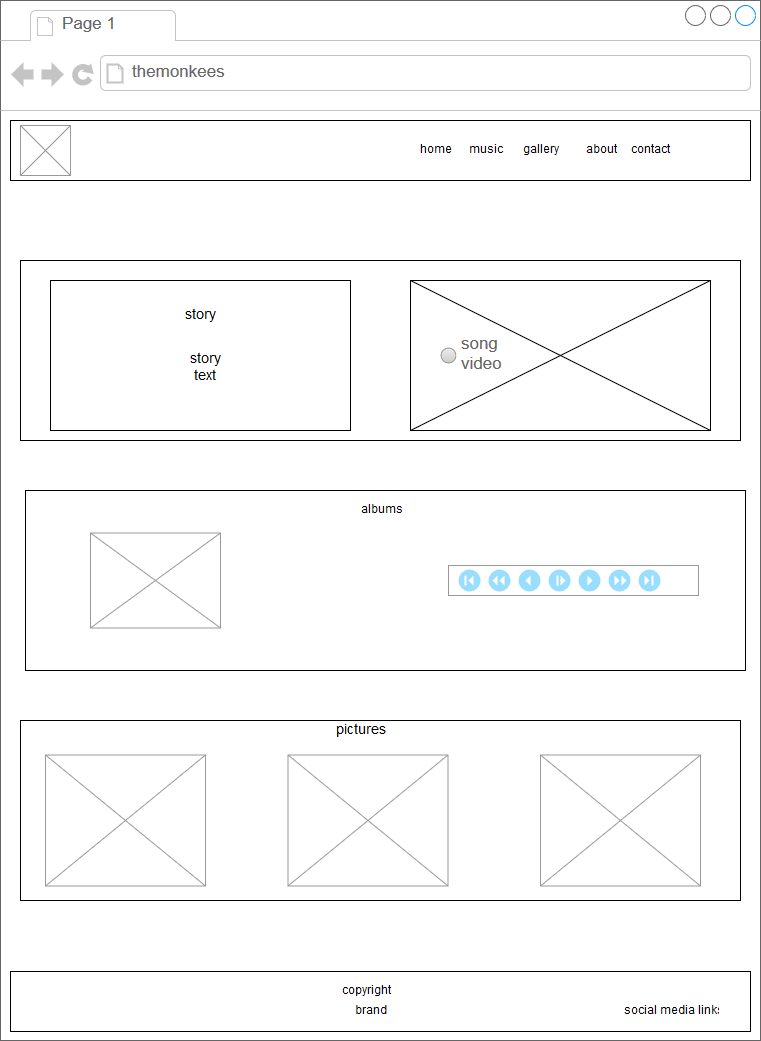 Page 1
themonkees
home music gallery about contact
story
story
text
song
video
albums
pictures
copyright
brand
social media links